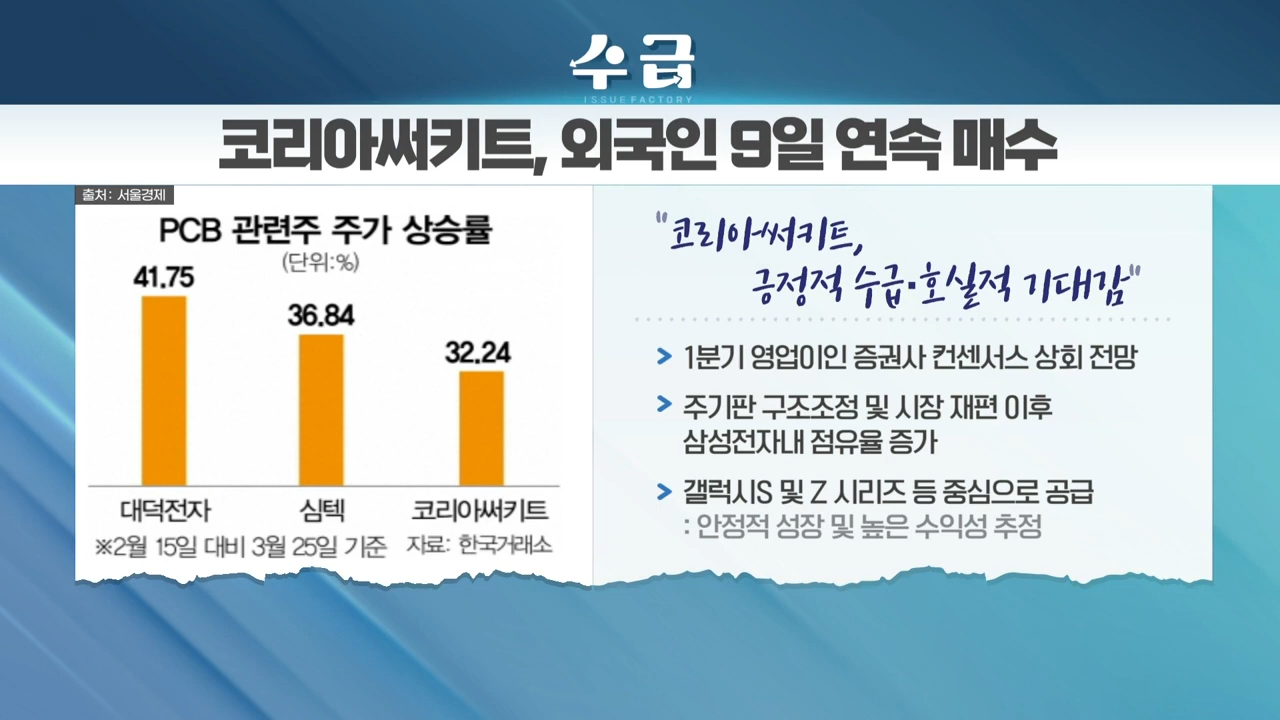 수급
ISSUE FACTORY
코리아써키트, 외국인 9일 연속 매수
출처: 서울경제
PCB 관련주 주가 상승률
(단위:%)
41.75
36.84
32.24
대덕전자
심텍
코리아써키트
※2월 15일 대비 3월 25일 기준
자료: 한국거래소
"코리아써키트,
긍정적 수급·호실적 기대감"
1분기 영업이인 증권사 컨센서스 상회 전망
주기판 구조조정 및 시장 재편 이후
삼성전자내 점유율 증가
갤럭시S 및 Z 시리즈 등 중심으로 공급
: 안정적 성장 및 높은 수익성 추정